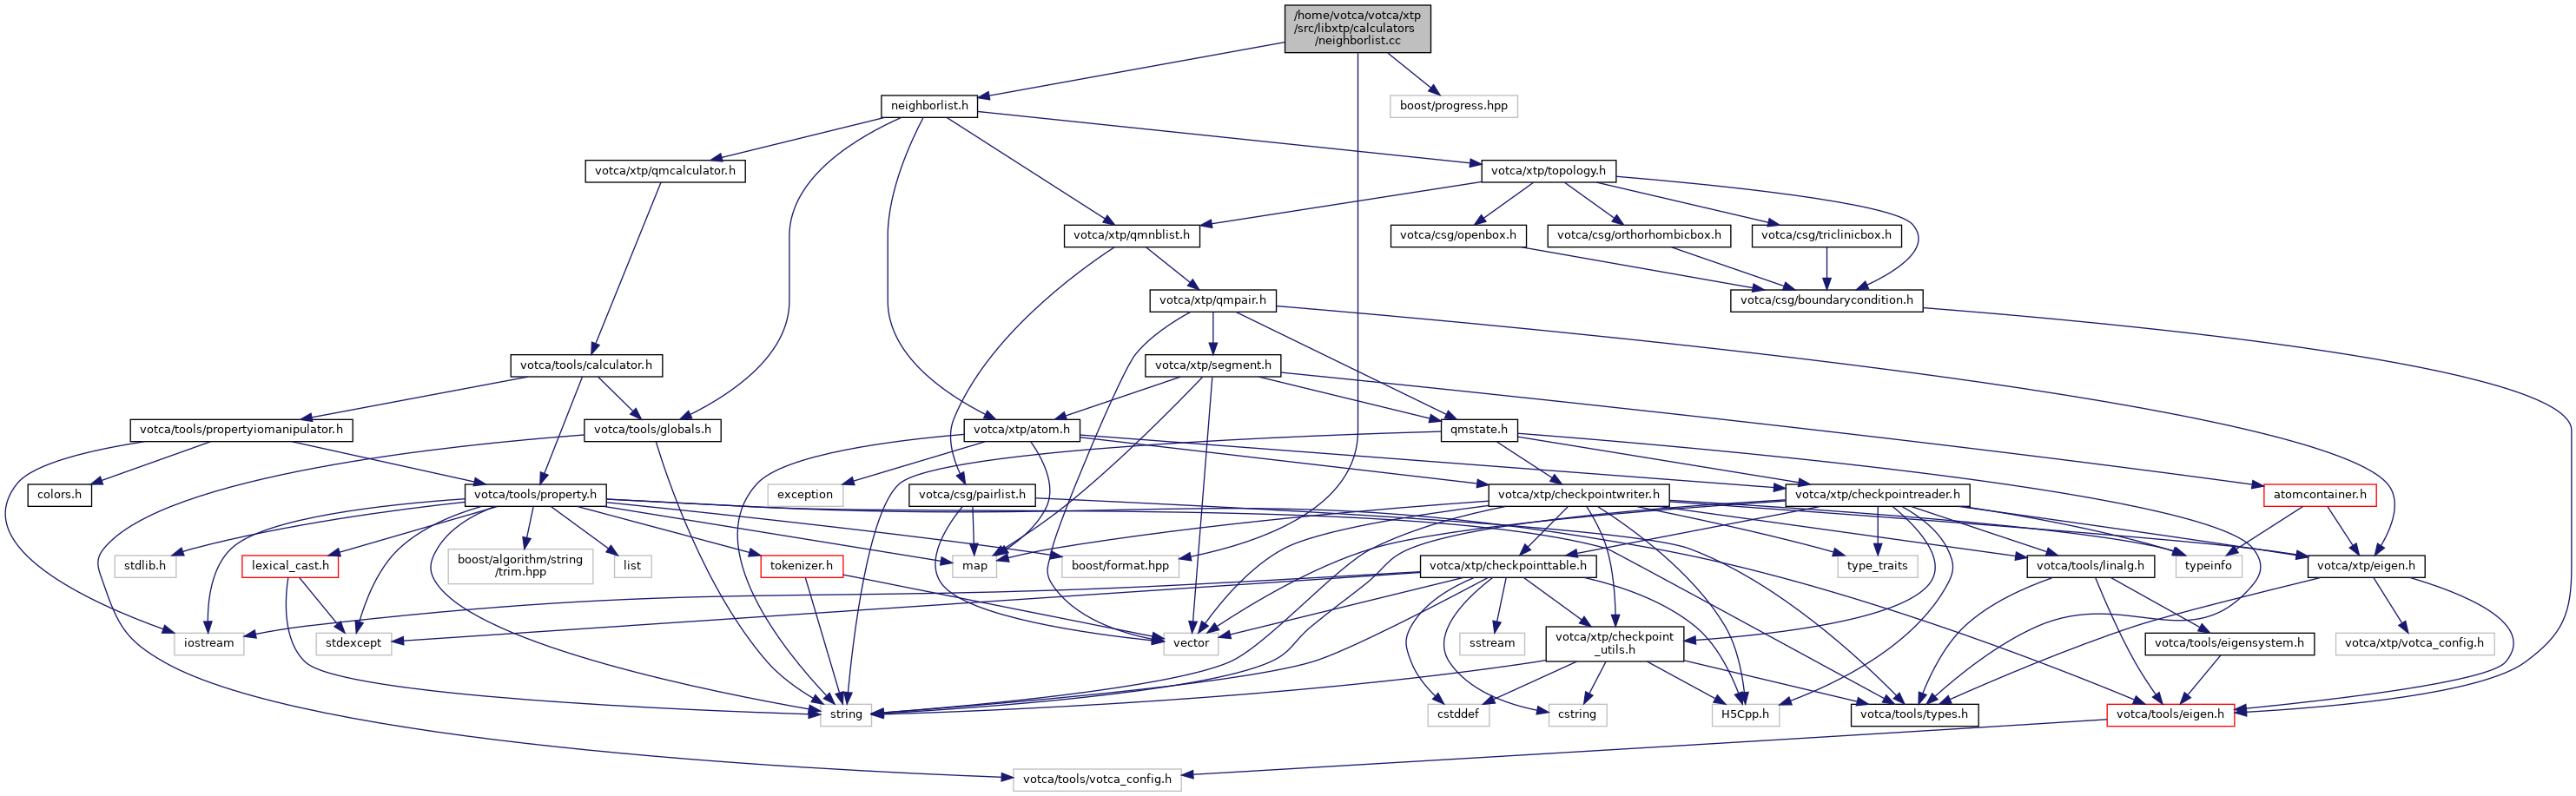 /home/votca/votca/xtp
/src/libxtp/calculators
/neighborlist.cc
neighborlist.h
boost/progress.hpp
votca/xtp/qmcalculator.h
votca/xtp/topology.h
votca/xtp/qmnblist.h
votca/csg/openbox.h
votca/csg/orthorhombicbox.h
votca/csg/triclinicbox.h
votca/xtp/qmpair.h
votca/csg/boundarycondition.h
votca/tools/calculator.h
votca/xtp/segment.h
votca/tools/propertyiomanipulator.h
votca/tools/globals.h
votca/xtp/atom.h
qmstate.h
colors.h
votca/tools/property.h
exception
votca/csg/pairlist.h
votca/xtp/checkpointwriter.h
votca/xtp/checkpointreader.h
atomcontainer.h
stdlib.h
lexical_cast.h
boost/algorithm/string
/trim.hpp
list
tokenizer.h
map
boost/format.hpp
votca/xtp/checkpointtable.h
type_traits
votca/tools/linalg.h
typeinfo
votca/xtp/eigen.h
iostream
stdexcept
vector
sstream
votca/xtp/checkpoint
_utils.h
votca/tools/eigensystem.h
votca/xtp/votca_config.h
string
cstddef
cstring
H5Cpp.h
votca/tools/types.h
votca/tools/eigen.h
votca/tools/votca_config.h